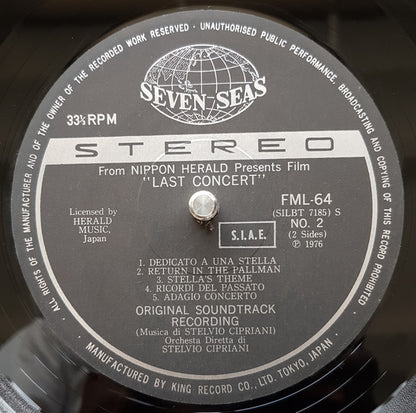 ALL RIGHTS OF THE MANUFACTURER AND OF THE OWNER OF THE RECORDED WORK RESERVED · UNAUTHORISED PUBLIC PERFORMANCE, BROADCASTING AND COPYING OF THIS RECORD PROHIBITED.
SEVEN SEAS
33⅓RPM
STEREO
From NIPPON HERALD Presents Film
"LAST CONCERT"
Licensed by
HERALD
MUSIC,
Japan
S.I.A.E.
FML-64
(SILBT 7185) S
NO. 2
(2 Sides)
Ⓟ 1976
1. DEDICATO A UNA STELLA
2. RETURN IN THE PALLMAN
3. STELLA'S THEME
4. RICORDI DEL PASSATO
5. ADAGIO CONCERTO
ORIGINAL SOUNDTRACK
RECORDING
(Musica di STELVIO CIPRIANI)
Orchesta Diretta di
STELVIO CIPRIANI
MANUFACTURED BY KING RECORD CO., LTD. TOKYO, JAPAN.